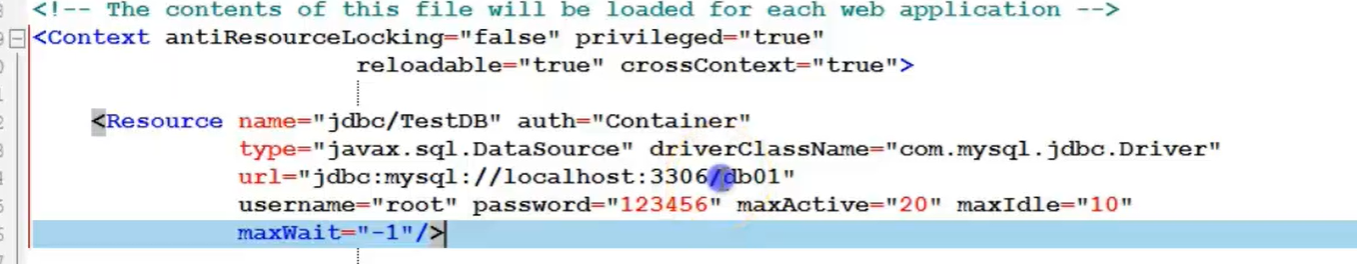 <!-- The contents of this file will be loaded for each web application -->
<Context antiResourceLocking="false" privileged="true"
reloadable="true" crossContext="true">
<Resource name="jdbc/TestDB" auth="Container"
type="javax.sql.DataSource" driverClassName="com.mysql.jdbc.Driver"
url="jdbc:mysql://localhost:3306/db01"
username="root" password="123456" maxActive="20" maxIdle="10"
maxWait="-1"/>